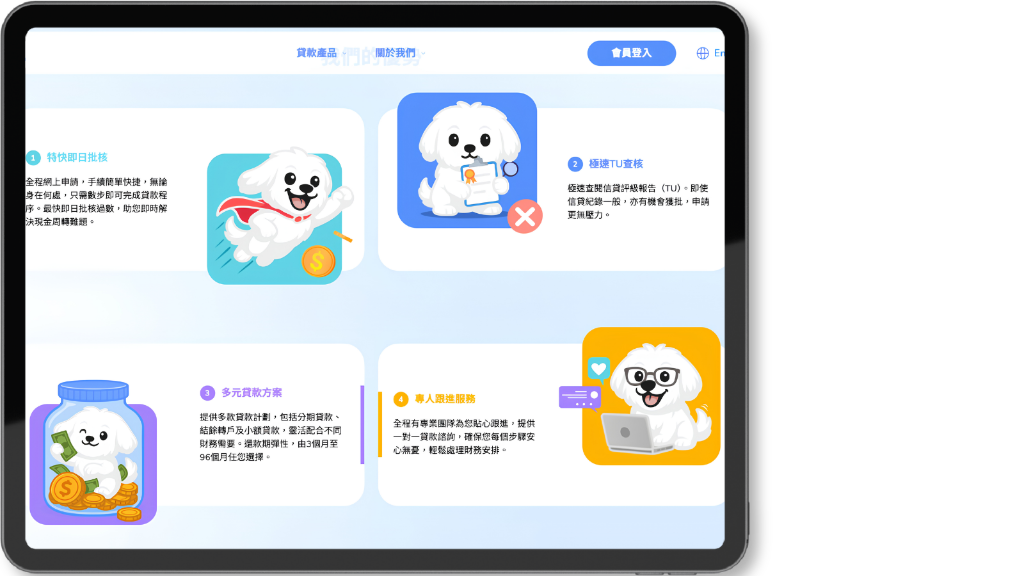 貸款產品
關於我們
會員登入
En
我們的優勢
1 特快即日批核
全程網上申請，手續簡單快捷，無論
身在何處，只需數步即可完成貸款程
序。最快即日批核過數，助您即時解
決現金周轉難題。
2 極速TU查核
極速查閱信貸評級報告（TU）。即使
信貸紀錄一般，亦有機會獲批，申請
更無壓力。
3 多元貸款方案
提供多款貸款計劃，包括分期貸款、
結餘轉戶及小額貸款，靈活配合不同
財務需要。還款期彈性，由3個月至
96個月任您選擇。
4 專人跟進服務
全程有專業團隊為您貼心跟進，提供
一對一貸款諮詢，確保您每個步驟安
心無憂，輕鬆處理財務安排。